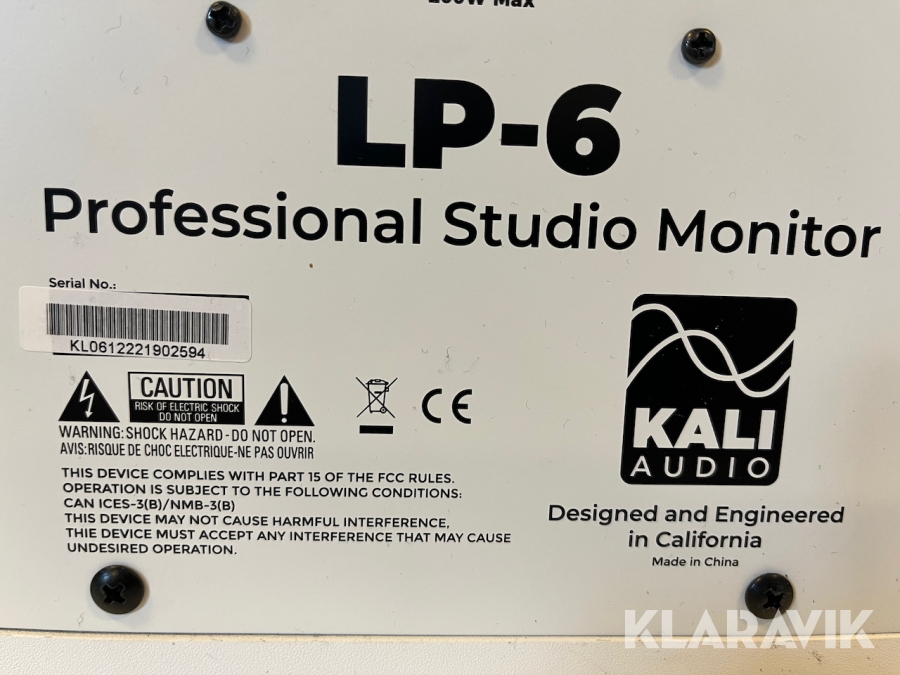 200W Max
LP-6
Professional Studio Monitor
Serial No.:
KL0612221902594
CAUTION
RISK OF ELECTRIC SHOCK
DO NOT OPEN
WARNING: SHOCK HAZARD - DO NOT OPEN.
AVIS: RISQUE DE CHOC ELECTRIQUE-NE PAS OUVRIR
CE
THIS DEVICE COMPLIES WITH PART 15 OF THE FCC RULES.
OPERATION IS SUBJECT TO THE FOLLOWING CONDITIONS:
CAN ICES-3(B)/NMB-3(B)
THIS DEVICE MAY NOT CAUSE HARMFUL INTERFERENCE,
THIE DEVICE MUST ACCEPT ANY INTERFERENCE THAT MAY CAUSE
UNDESIRED OPERATION.
KALI
AUDIO
Designed and Engineered
in California
Made in China
KLARAVIK